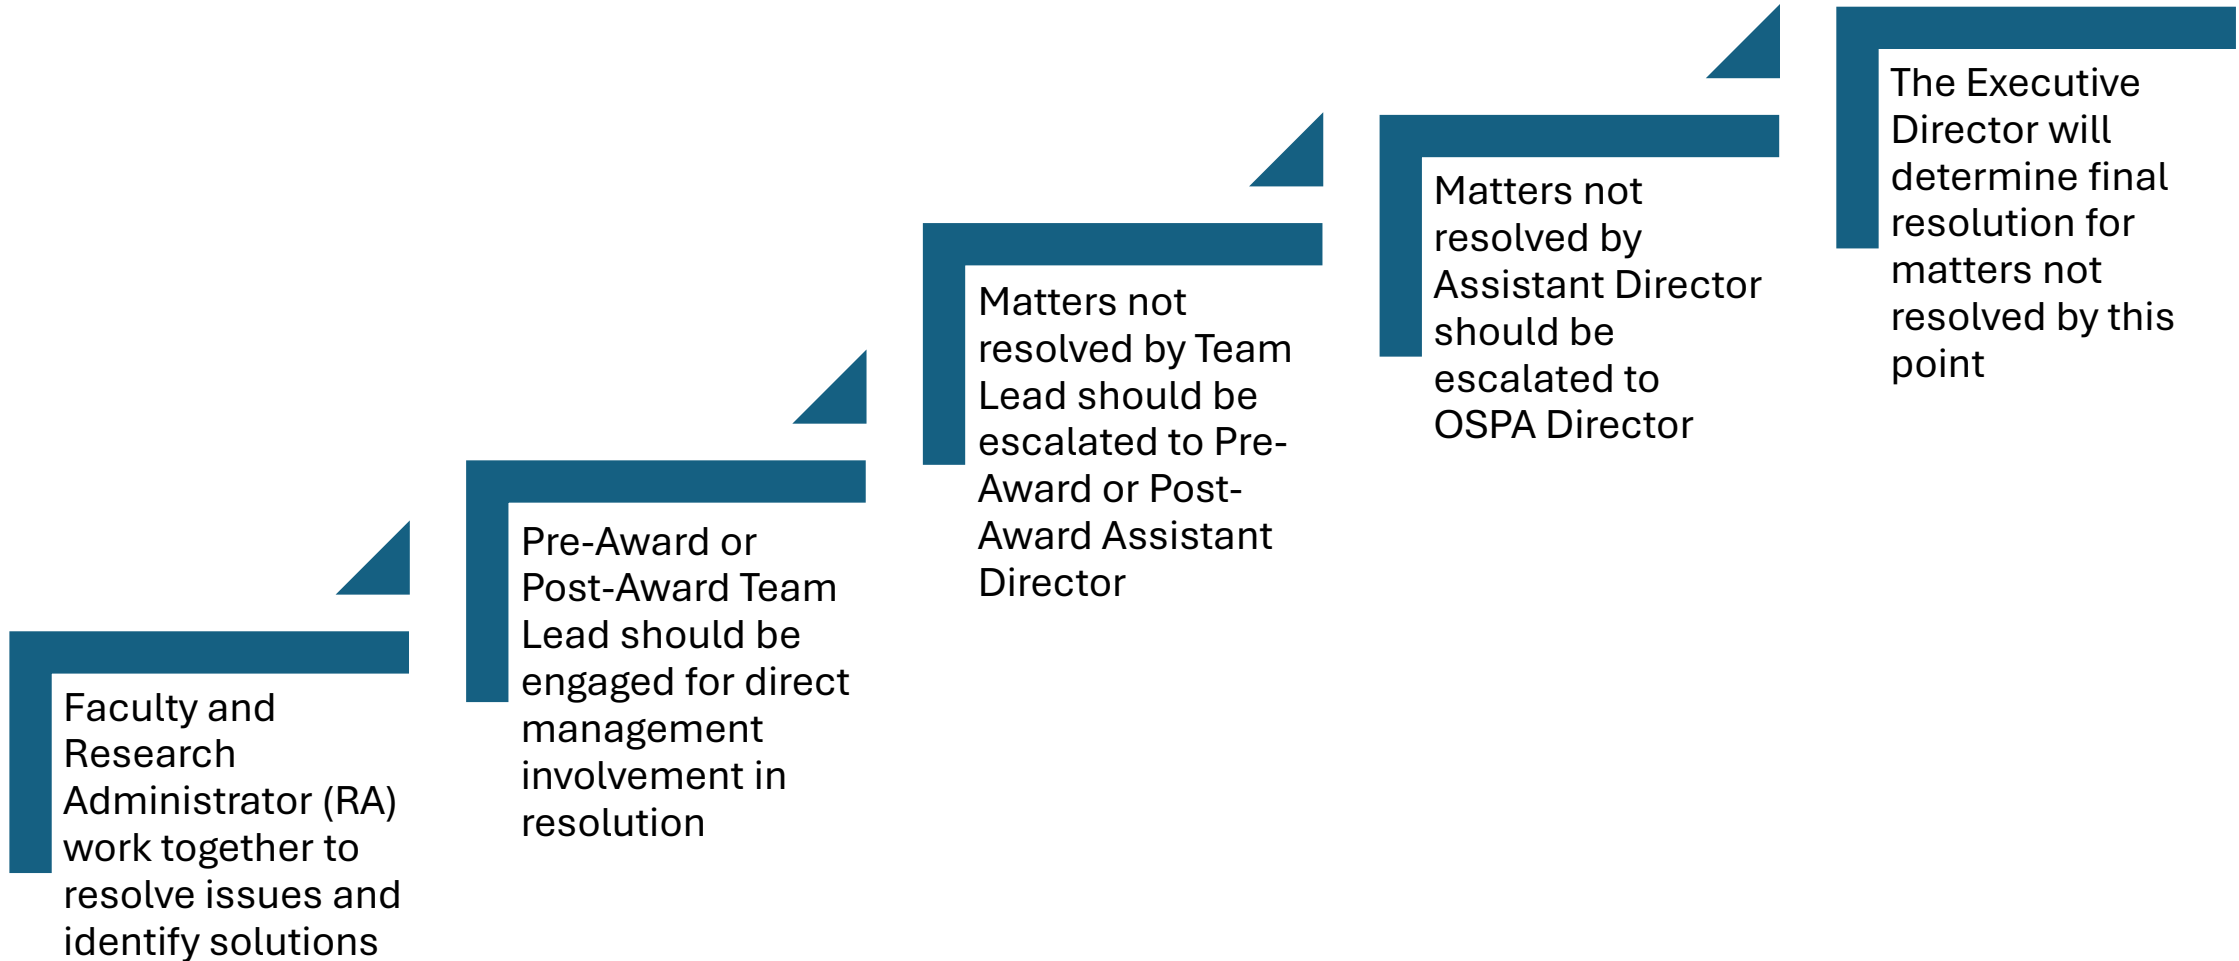 Faculty and
Research
Administrator (RA)
work together to
resolve issues and
identify solutions
Pre-Award or
Post-Award Team
Lead should be
engaged for direct
management
involvement in
resolution
Matters not
resolved by Team
Lead should be
escalated to Pre-
Award or Post-
Award Assistant
Director
Matters not
resolved by
Assistant Director
should be
escalated to
OSPA Director
The Executive
Director will
determine final
resolution for
matters not
resolved by this
point